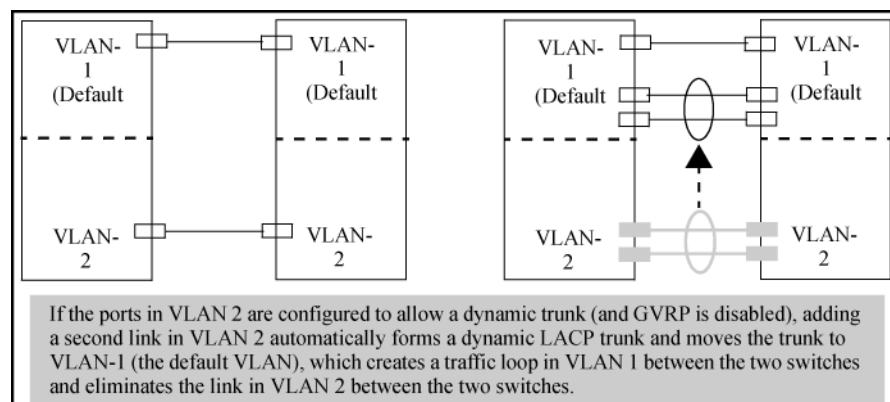 VLAN-
1
(Default
VLAN-
1
(Default
VLAN-
1
(Default
VLAN-
1
(Default
VLAN-
2
VLAN-
2
VLAN-
2
VLAN-
2
If the ports in VLAN 2 are configured to allow a dynamic trunk (and GVRP is disabled), adding
a second link in VLAN 2 automatically forms a dynamic LACP trunk and moves the trunk to
VLAN-1 (the default VLAN), which creates a traffic loop in VLAN 1 between the two switches
and eliminates the link in VLAN 2 between the two switches.